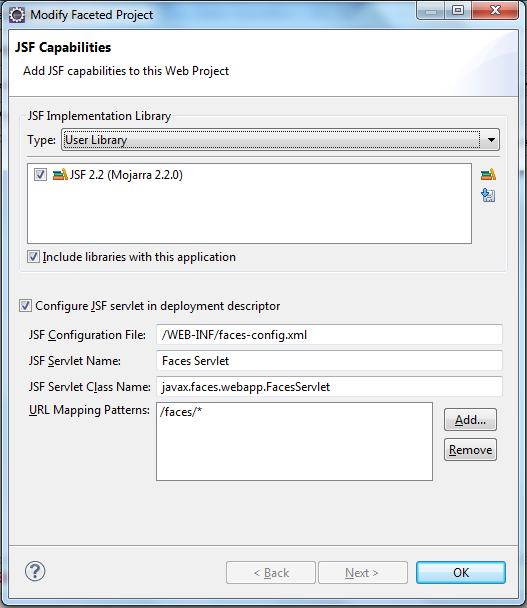 Modify Faceted Project
JSF Capabilities
Add JSF capabilities to this Web Project
JSF Implementation Library
Type: User Library
JSF 2.2 (Mojarra 2.2.0)
Include libraries with this application
Configure JSF servlet in deployment descriptor
JSF Configuration File: /WEB-INF/faces-config.xml
JSF Servlet Name: Faces Servlet
JSF Servlet Class Name: javax.faces.webapp.FacesServlet
URL Mapping Patterns: /faces/*
Add...
Remove
?
< Back Next > OK